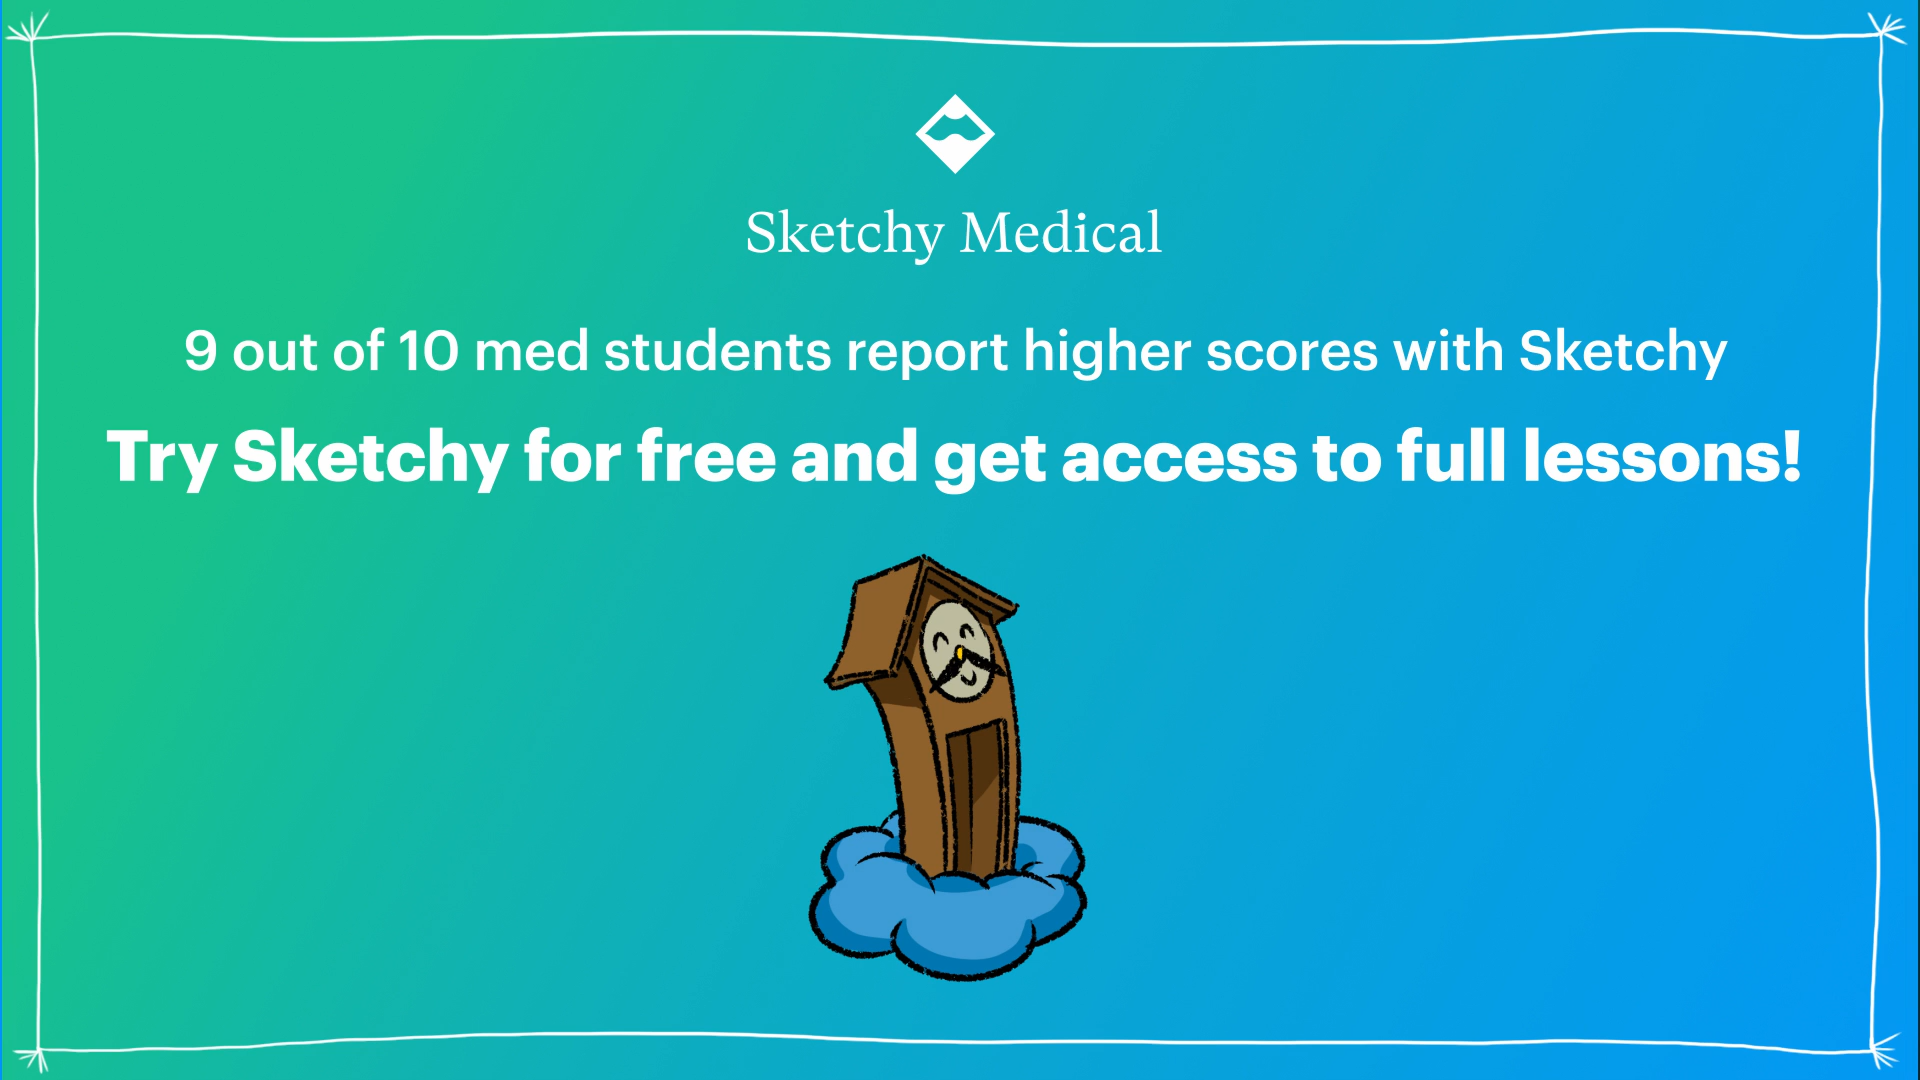 Sketchy Medical
9 out of 10 med students report higher scores with Sketchy
Try Sketchy for free and get access to full lessons!